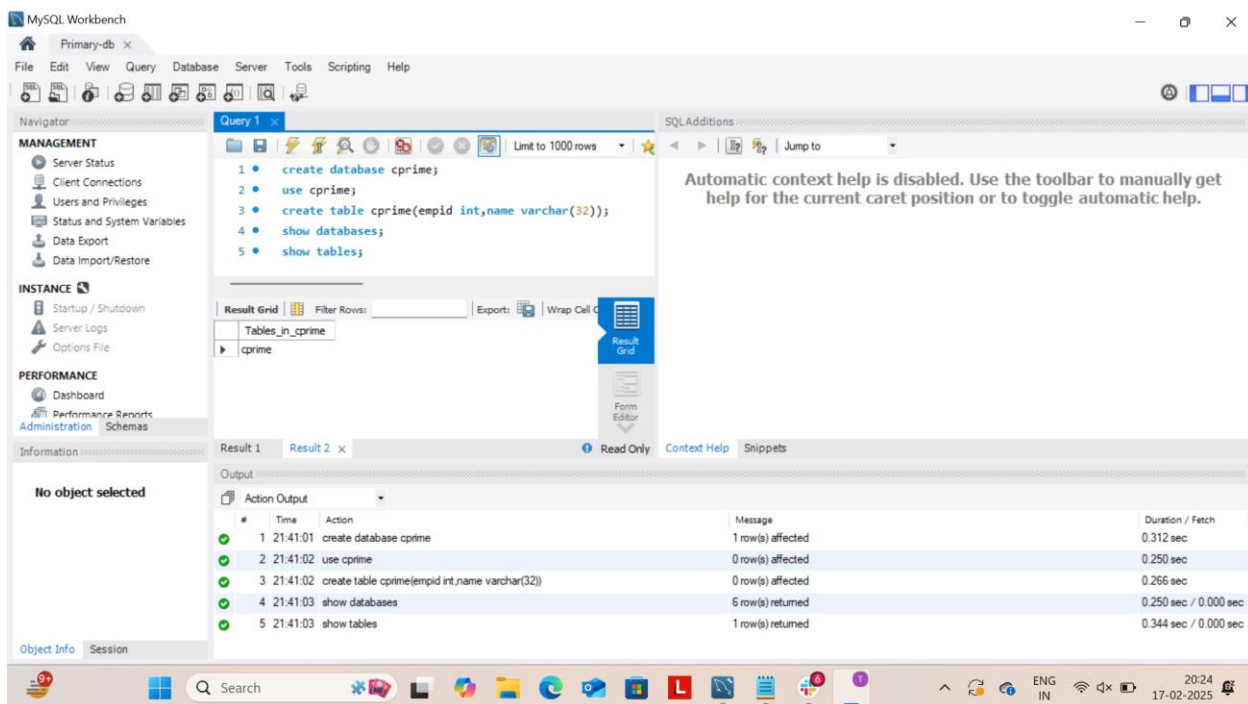 MySQL Workbench
Primary-db
File Edit View Query Database Server Tools Scripting Help
Navigator
MANAGEMENT
Server Status
Client Connections
Users and Privileges
Status and System Variables
Data Export
Data Import/Restore
INSTANCE
Startup / Shutdown
Server Logs
Options File
PERFORMANCE
Dashboard
Performance Reports
Administration Schemas
Information
No object selected
Object Info Session
Query 1
Limit to 1000 rows
1 create database cprime;
2 use cprime;
3 create table cprime(empid int,name varchar(32));
4 show databases;
5 show tables;
Result Grid Filter Rows: Export: Wrap Cell C
Tables_in_cprime
cprime
Result Grid
Form Editor
Result 1 Result 2 Read Only
SQLAdditions
Jump to
Automatic context help is disabled. Use the toolbar to manually get
help for the current caret position or to toggle automatic help.
Context Help Snippets
Output
Action Output
# Time Action Message Duration / Fetch
1 21:41:01 create database cprime 1 row(s) affected 0.312 sec
2 21:41:02 use cprime 0 row(s) affected 0.250 sec
3 21:41:02 create table cprime(empid int,name varchar(32)) 0 row(s) affected 0.266 sec
4 21:41:03 show databases 6 row(s) returned 0.250 sec / 0.000 sec
5 21:41:03 show tables 1 row(s) returned 0.344 sec / 0.000 sec
9+
Search
L
6
T
ENG
IN
20:24
17-02-2025